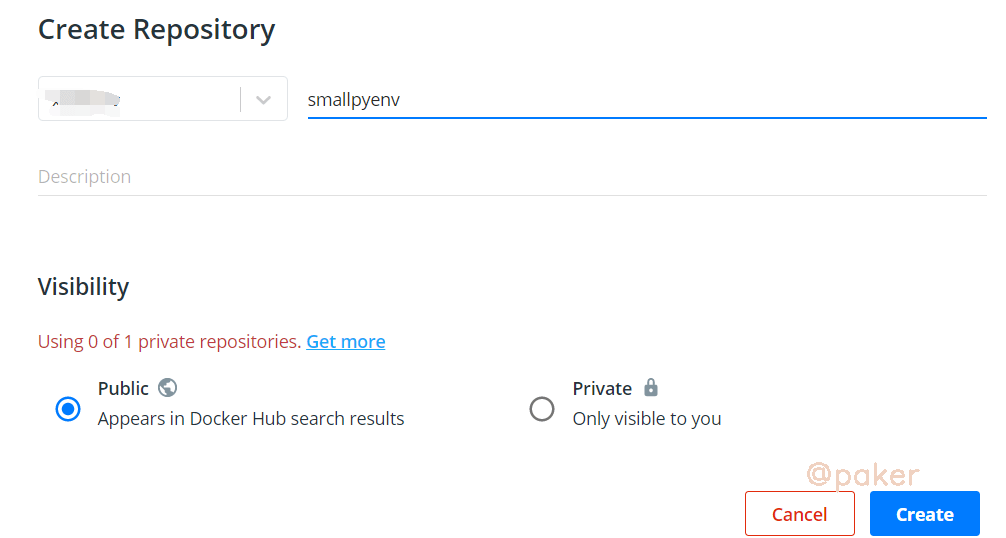 Create Repository
smallpyenv
Description
Visibility
Using 0 of 1 private repositories. Get more
Public
Appears in Docker Hub search results
Private
Only visible to you
@paker
Cancel
Create